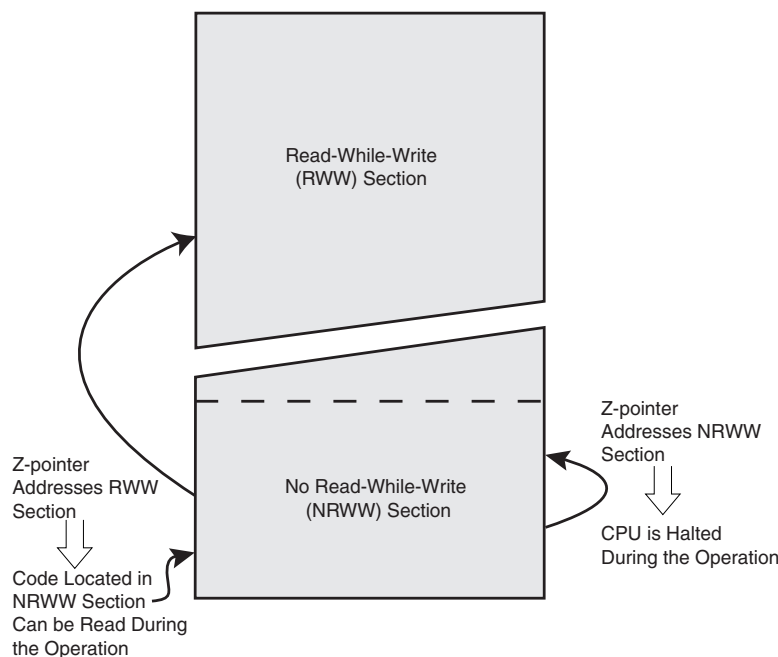 Read-While-Write
(RWW) Section
Z-pointer
Addresses NRWW
Section
CPU is Halted
During the Operation
No Read-While-Write
(NRWW) Section
Z-pointer
Addresses RWW
Section
Code Located in
NRWW Section
Can be Read During
the Operation